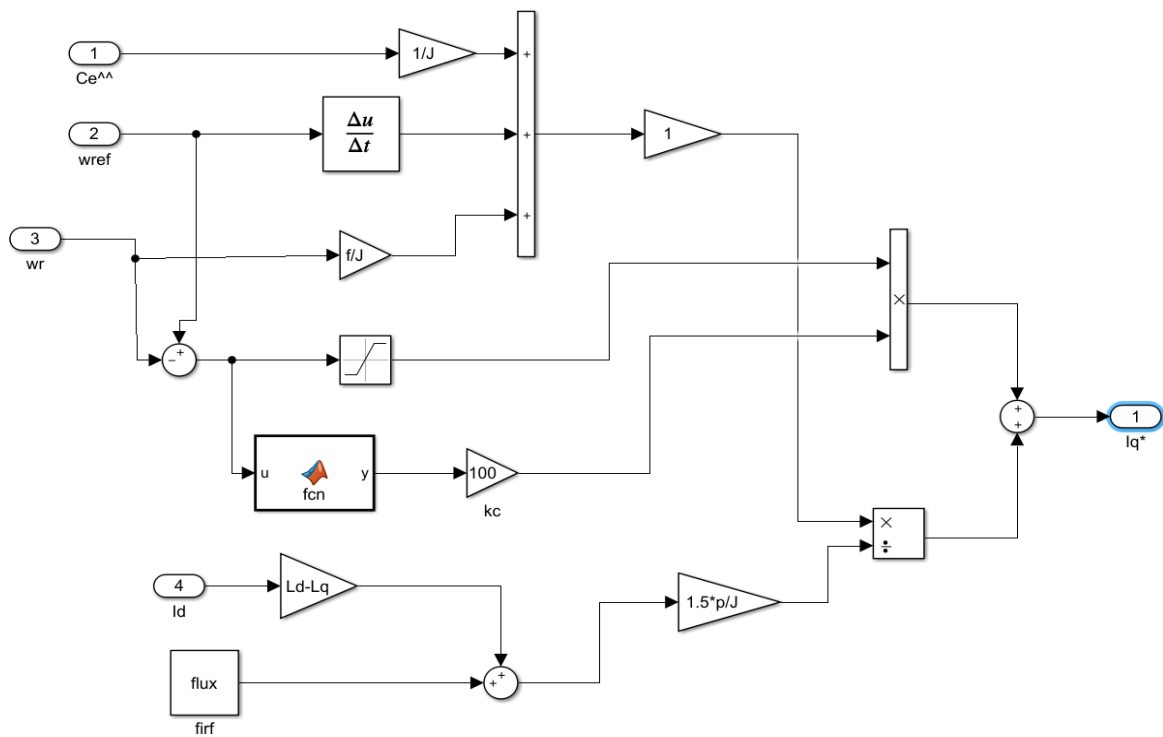 1
Ce^^
1/J
+
2
wref
Δu
Δt
+
1
3
wr
f/J
+
×
− +
u
fcn
y
100
kc
+
+
1
Iq*
×
÷
4
Id
Ld-Lq
1.5*p/J
flux
firf
+ +